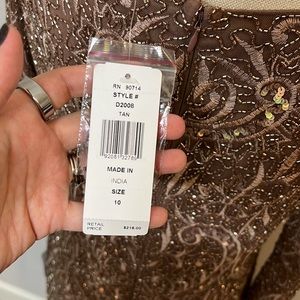 RN 90714
STYLE #
D2008
TAN
MADE IN
INDIA
SIZE
10
RETAIL
PRICE $218.00